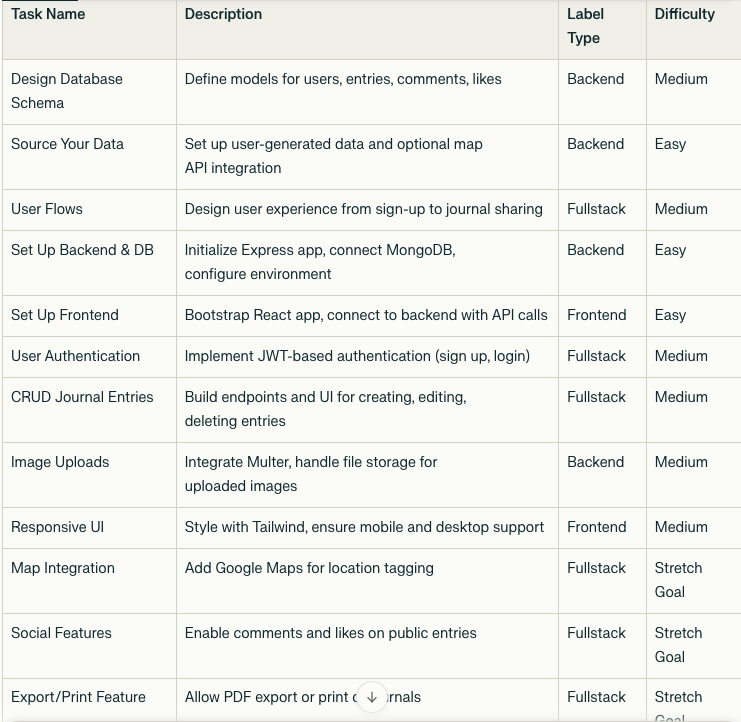 Task Name Description Label Type Difficulty
Design Database Schema Define models for users, entries, comments, likes Backend Medium
Source Your Data Set up user-generated data and optional map API integration Backend Easy
User Flows Design user experience from sign-up to journal sharing Fullstack Medium
Set Up Backend & DB Initialize Express app, connect MongoDB, configure environment Backend Easy
Set Up Frontend Bootstrap React app, connect to backend with API calls Frontend Easy
User Authentication Implement JWT-based authentication (sign up, login) Fullstack Medium
CRUD Journal Entries Build endpoints and UI for creating, editing, deleting entries Fullstack Medium
Image Uploads Integrate Multer, handle file storage for uploaded images Backend Medium
Responsive UI Style with Tailwind, ensure mobile and desktop support Frontend Medium
Map Integration Add Google Maps for location tagging Fullstack Stretch Goal
Social Features Enable comments and likes on public entries Fullstack Stretch Goal
Export/Print Feature Allow PDF export or print Fullstack Stretch Goal